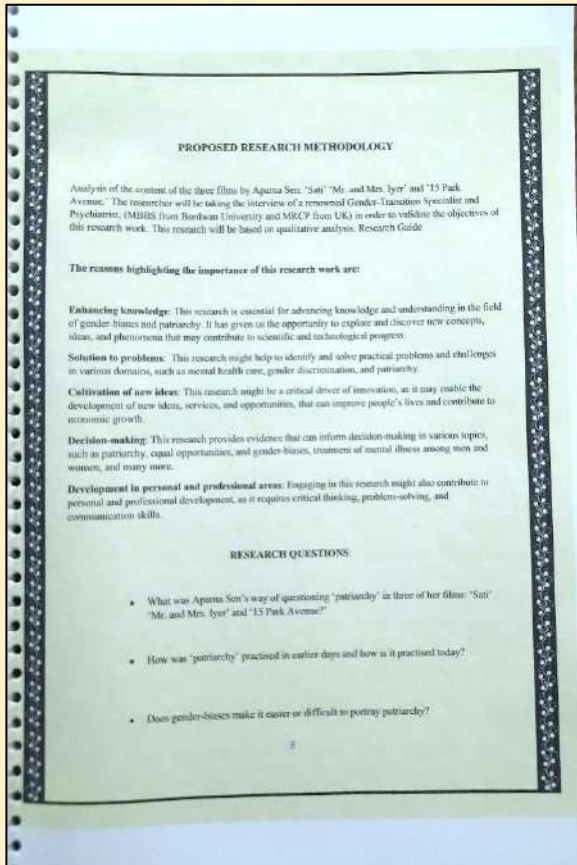 PROPOSED RESEARCH METHODOLOGY
Analysis of the content of the three films by Aparna Sen: 'Sati' 'Mr. and Mrs. Iyer' and '15 Park
Avenue.' The researcher will be taking the interview of a renowned Gender-Transition Specialist and
Psychiatrist, (MBBS from Bordwan University and MRCP from UK) in order to validate the objectives of
this research work. This research will be based on qualitative analysis. Research Guide
The reasons highlighting the importance of this research work are:
Enhancing knowledge: This research is essential for advancing knowledge and understanding in the field
of gender-biases and patriarchy. It has given us the opportunity to explore and discover new concepts,
ideas, and phenomena that may contribute to scientific and technological progress.
Solution to problems: This research might help to identify and solve practical problems and challenges
in various domains, such as mental health care, gender discrimination, and patriarchy.
Cultivation of new ideas: This research might be a critical driver of innovation, as it may enable the
development of new ideas, services, and opportunities, that can improve people's lives and contribute to
economic growth.
Decision-making: This research provides evidence that can inform decision-making in various topics,
such as patriarchy, equal opportunities, and gender-biases, treatment of mental illness among men and
women, and many more.
Development in personal and professional areas: Engaging in this research might also contribute to
personal and professional development, as it requires critical thinking, problem-solving, and
communication skills.
RESEARCH QUESTIONS:
• What was Aparna Sen's way of questioning 'patriarchy' in three of her films: 'Sati'
'Mr. and Mrs. Iyer' and '15 Park Avenue?'
• How was 'patriarchy' practised in earlier days and how is it practised today?
• Does gender-biases make it easier or difficult to portray patriarchy?